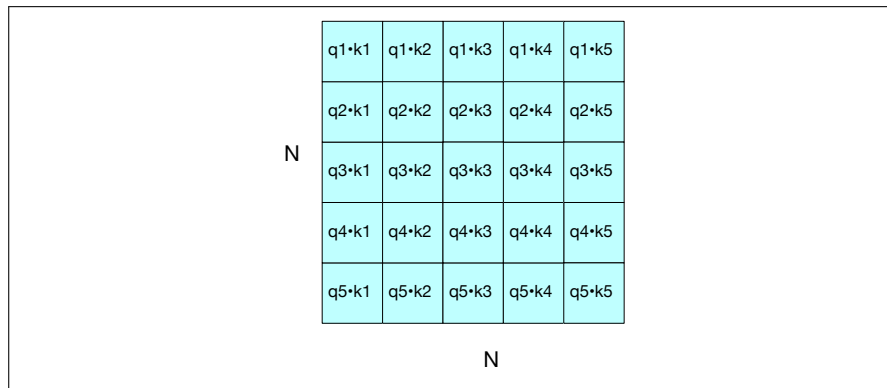 q1•k1 q1•k2 q1•k3 q1•k4 q1•k5
q2•k1 q2•k2 q2•k3 q2•k4 q2•k5
N
q3•k1 q3•k2 q3•k3 q3•k4 q3•k5
q4•k1 q4•k2 q4•k3 q4•k4 q4•k5
q5•k1 q5•k2 q5•k3 q5•k4 q5•k5
N